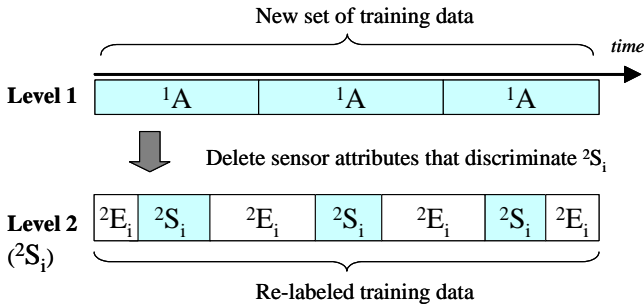 New set of training data
time
Level 1 ¹A ¹A ¹A
Delete sensor attributes that discriminate ²Sᵢ
Level 2 ²Eᵢ ²Sᵢ ²Eᵢ ²Sᵢ ²Eᵢ ²Sᵢ ²Eᵢ
(²Sᵢ)
Re-labeled training data